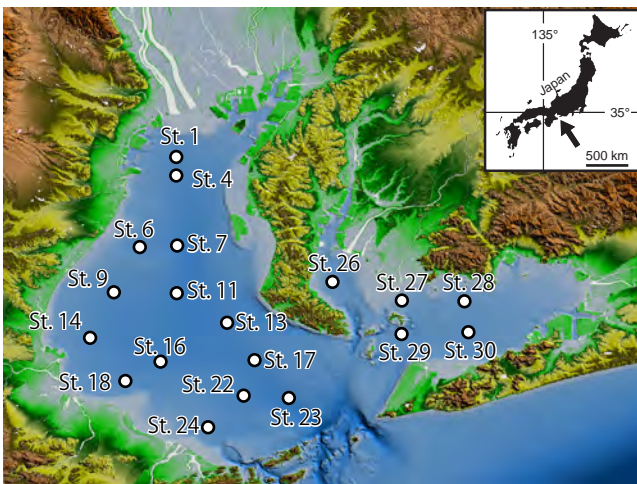 135°
Japan
35°
500 km
St. 1
St. 4
St. 6
St. 7
St. 26
St. 9
St. 11
St. 27
St. 28
St. 13
St. 14
St. 16
St. 29
St. 30
St. 17
St. 18
St. 22
St. 23
St. 24